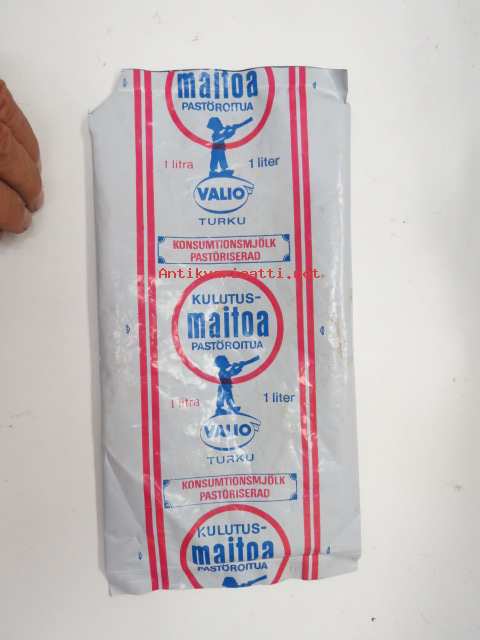 maitoa
PASTÖROITUA
1 litra 1 liter
VALIO
TURKU
KONSUMTIONSMJÖLK
PASTÖRISERAD
Antikvariaatti.net
KULUTUS-
maitoa
PASTÖROITUA
1 litra 1 liter
VALIO
TURKU
KONSUMTIONSMJÖLK
PASTÖRISERAD
KULUTUS-
maitoa
PASTÖROITUA